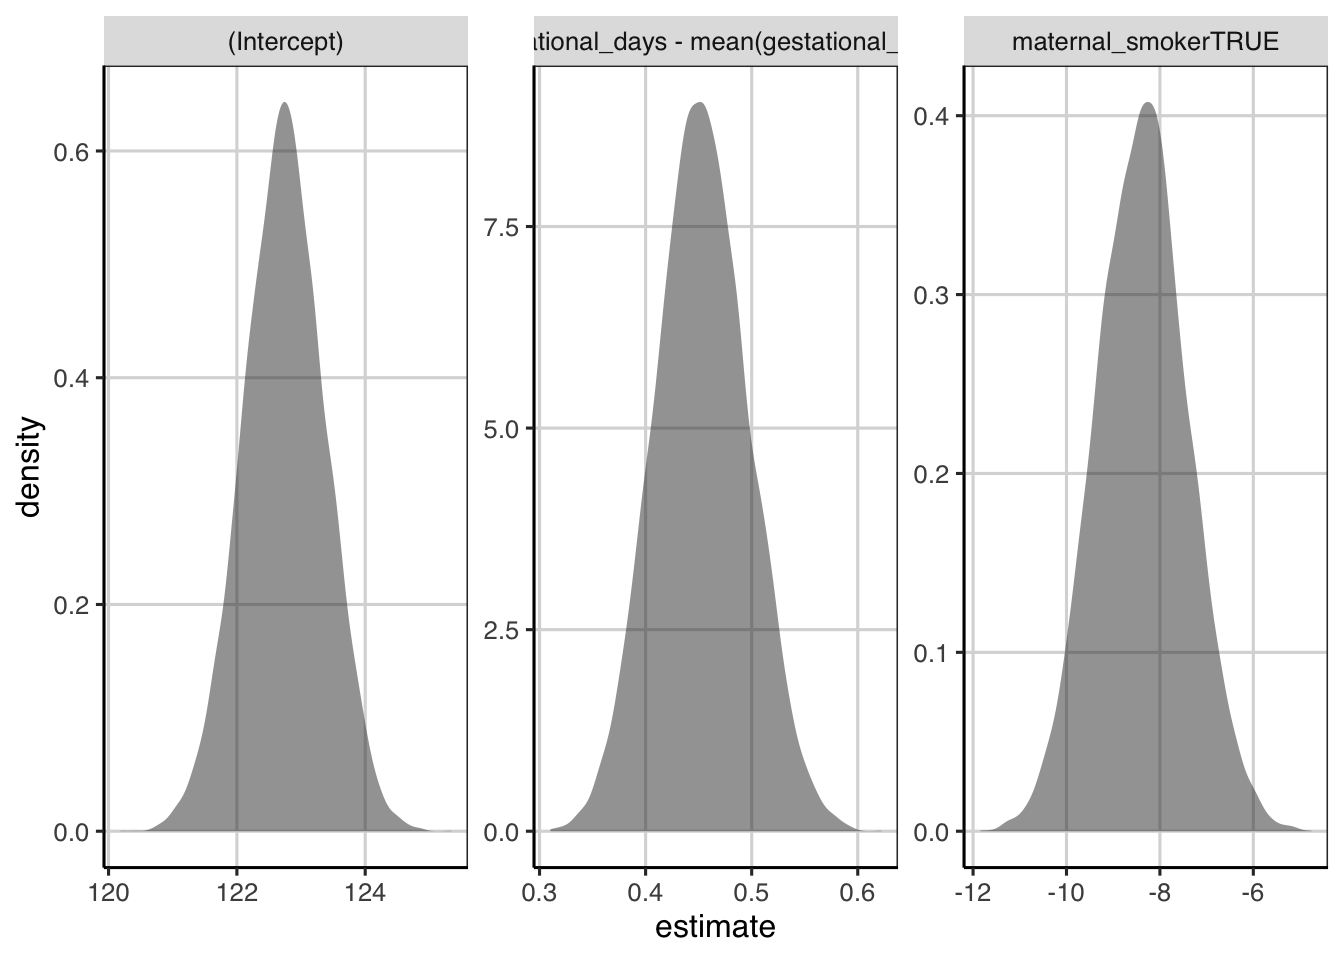 (Intercept)
ational_days - mean(gestational_
maternal_smokerTRUE
density
0.6
0.4
0.2
0.0
120 122 124
7.5
5.0
2.5
0.0
0.3 0.4 0.5 0.6
0.4
0.3
0.2
0.1
0.0
-12 -10 -8 -6
estimate